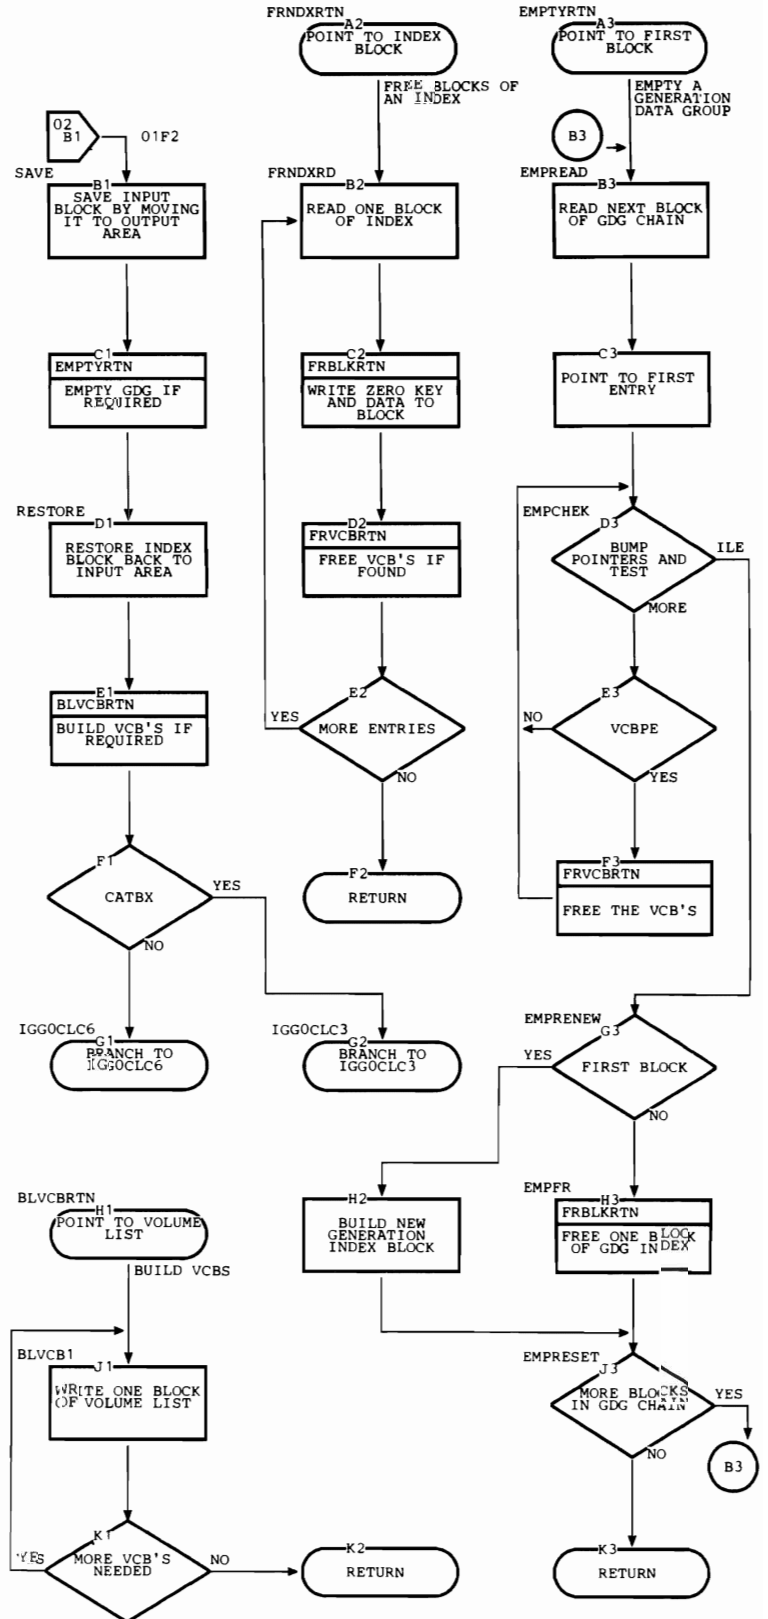 FRNDXRTN
A2
POINT TO INDEX
BLOCK
FREE BLOCKS OF
AN INDEX
EMPTYRTN
A3
POINT TO FIRST
BLOCK
EMPTY A
GENERATION
DATA GROUP
B3
02
B1
01F2
SAVE
B1
SAVE INPUT
BLOCK BY MOVING
IT TO OUTPUT
AREA
FRNDXRD
B2
READ ONE BLOCK
OF INDEX
EMPREAD
B3
READ NEXT BLOCK
OF GDG CHAIN
C1
EMPTYRTN
EMPTY GDG IF
REQUIRED
C2
FRBLKRTN
WRITE ZERO KEY
AND DATA TO
BLOCK
C3
POINT TO FIRST
ENTRY
RESTORE
D1
RESTORE INDEX
BLOCK BACK TO
INPUT AREA
D2
FRVCBRTN
FREE VCB'S IF
FOUND
EMPCHEK
D3
BUMP
POINTERS AND
TEST
ILE
MORE
E1
BLVCBRTN
BUILD VCB'S IF
REQUIRED
E2
YES
MORE ENTRIES
NO
E3
NO
VCBPE
YES
F1
CATBX
YES
NO
F2
RETURN
F3
FRVCBRTN
FREE THE VCB'S
IGG0CLC6
G1
BRANCH TO
IGG0CLC6
IGG0CLC3
G2
BRANCH TO
IGG0CLC3
EMPRENEW
G3
YES
FIRST BLOCK
NO
BLVCBRTN
H1
POINT TO VOLUME
LIST
BUILD VCBS
H2
BUILD NEW
GENERATION
INDEX BLOCK
EMPFR
H3
FRBLKRTN
FREE ONE BLOCK
OF GDG INDEX
BLVCB1
J1
WRITE ONE BLOCK
OF VOLUME LIST
EMPRESET
J3
MORE BLOCKS
IN GDG CHAIN
YES
NO
B3
K1
YES
MORE VCB'S
NEEDED
NO
K2
RETURN
K3
RETURN